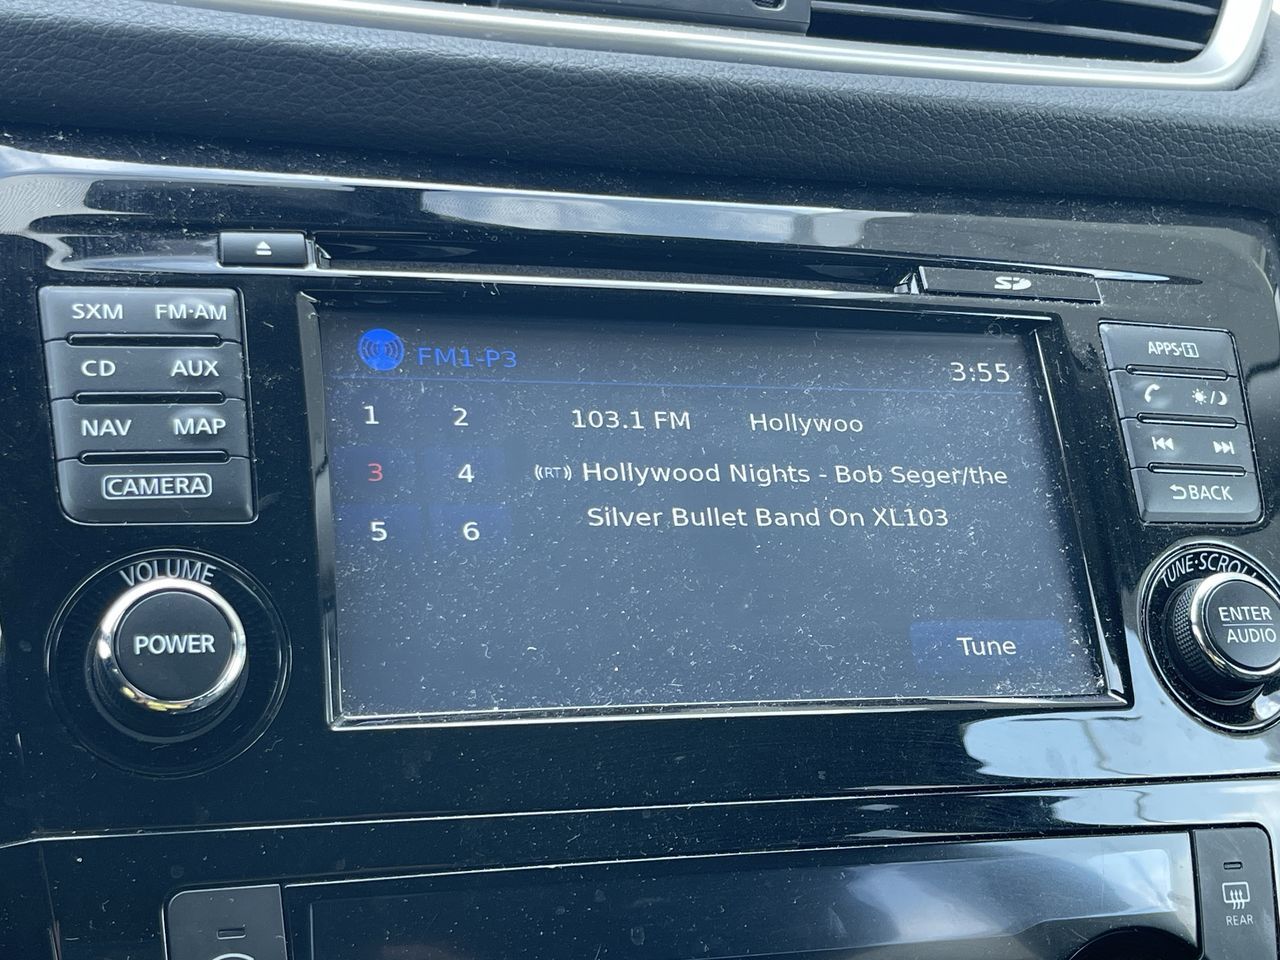 SD
SXM FM·AM
CD AUX
NAV MAP
CAMERA
VOLUME
POWER
FM1-P3
3:55
1 2
103.1 FM Hollywoo
3 4
((RT)) Hollywood Nights - Bob Seger/the
Silver Bullet Band On XL103
5 6
Tune
APPS·i
BACK
TUNE·SCROLL
ENTER
AUDIO
REAR